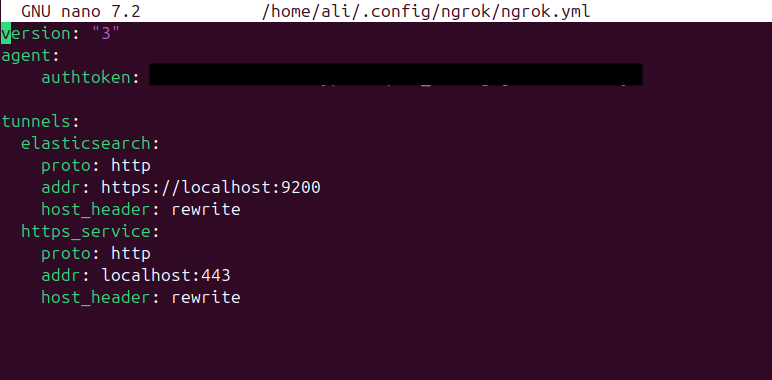 GNU nano 7.2 /home/ali/.config/ngrok/ngrok.yml
version: "3"
agent:
    authtoken:

tunnels:
  elasticsearch:
    proto: http
    addr: https://localhost:9200
    host_header: rewrite
  https_service:
    proto: http
    addr: localhost:443
    host_header: rewrite